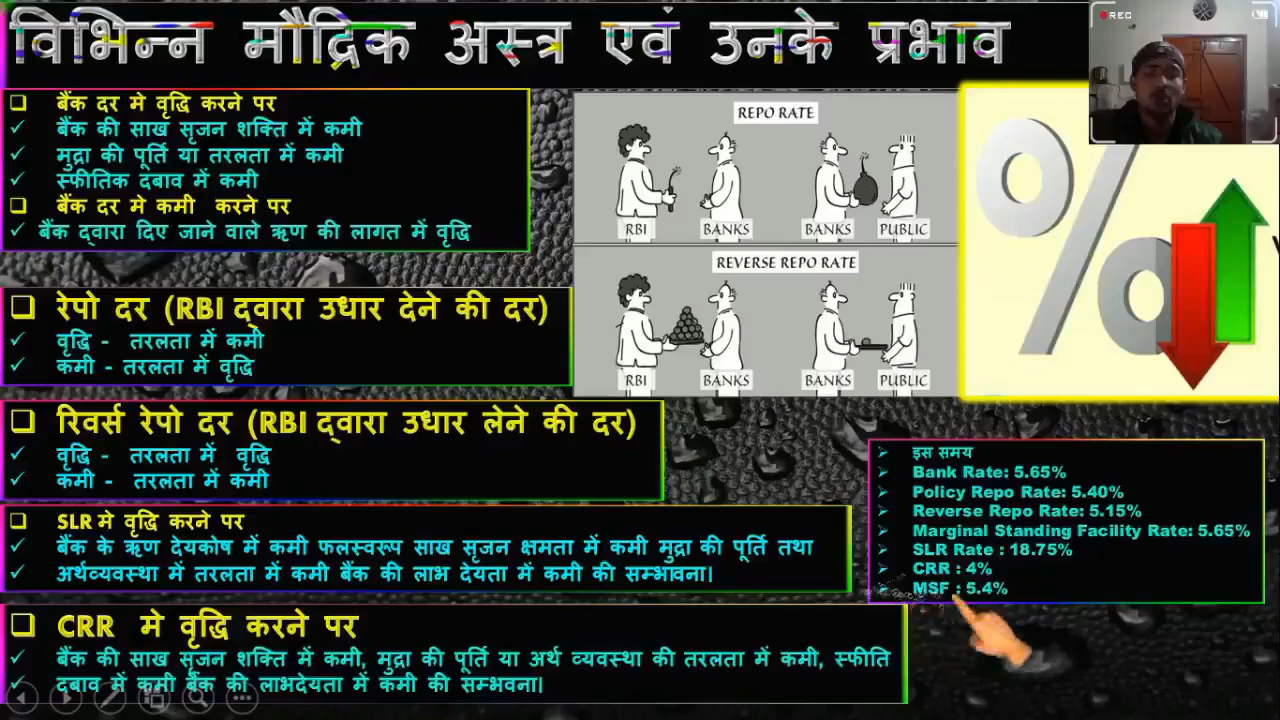 विभिन्न मौद्रिक अस्त्र एवं उनके प्रभाव
REC
बैंक दर मे वृद्धि करने पर
बैंक की साख सृजन शक्ति में कमी
मुद्रा की पूर्ति या तरलता में कमी
स्फीतिक दबाव में कमी
बैंक दर मे कमी करने पर
बैंक द्वारा दिए जाने वाले ऋण की लागत में वृद्धि
रेपो दर (RBI द्वारा उधार देने की दर)
वृद्धि - तरलता में कमी
कमी - तरलता में वृद्धि
रिवर्स रेपो दर (RBI द्वारा उधार लेने की दर)
वृद्धि - तरलता में वृद्धि
कमी - तरलता में कमी
SLR मे वृद्धि करने पर
बैंक के ऋण देयकोष में कमी फलस्वरूप साख सृजन क्षमता में कमी मुद्रा की पूर्ति तथा
अर्थव्यवस्था में तरलता में कमी बैंक की लाभ देयता में कमी की सम्भावना।
CRR मे वृद्धि करने पर
बैंक की साख सृजन शक्ति में कमी, मुद्रा की पूर्ति या अर्थ व्यवस्था की तरलता में कमी, स्फीति
दबाव में कमी बैंक की लाभदेयता में कमी की सम्भवना।
REPO RATE
RBI BANKS BANKS PUBLIC
REVERSE REPO RATE
RBI BANKS BANKS PUBLIC
%
इस समय
Bank Rate: 5.65%
Policy Repo Rate: 5.40%
Reverse Repo Rate: 5.15%
Marginal Standing Facility Rate: 5.65%
SLR Rate : 18.75%
CRR : 4%
MSF : 5.4%